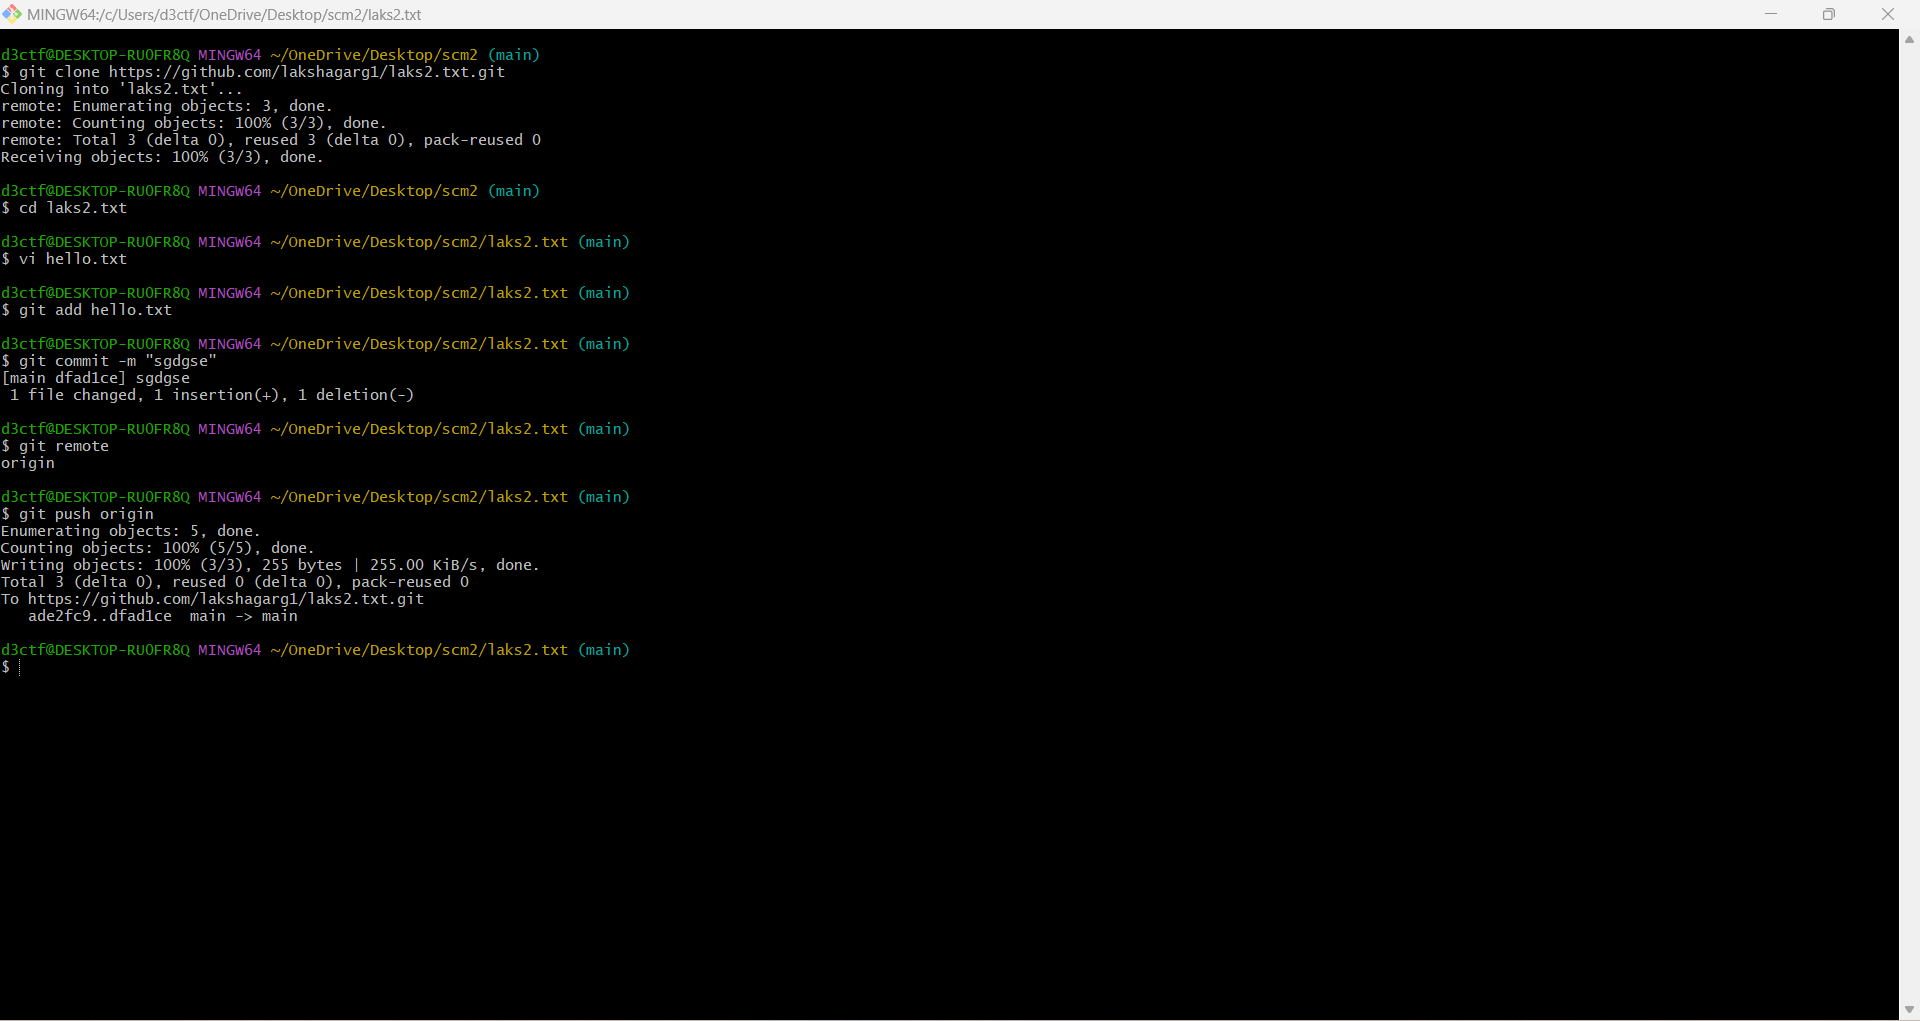 MINGW64:/c/Users/d3ctf/OneDrive/Desktop/scm2/laks2.txt
d3ctf@DESKTOP-RUOFR8Q MINGW64 ~/OneDrive/Desktop/scm2 (main)
$ git clone https://github.com/lakshagarg1/laks2.txt.git
Cloning into 'laks2.txt'...
remote: Enumerating objects: 3, done.
remote: Counting objects: 100% (3/3), done.
remote: Total 3 (delta 0), reused 3 (delta 0), pack-reused 0
Receiving objects: 100% (3/3), done.
d3ctf@DESKTOP-RUOFR8Q MINGW64 ~/OneDrive/Desktop/scm2 (main)
$ cd laks2.txt
d3ctf@DESKTOP-RUOFR8Q MINGW64 ~/OneDrive/Desktop/scm2/laks2.txt (main)
$ vi hello.txt
d3ctf@DESKTOP-RUOFR8Q MINGW64 ~/OneDrive/Desktop/scm2/laks2.txt (main)
$ git add hello.txt
d3ctf@DESKTOP-RUOFR8Q MINGW64 ~/OneDrive/Desktop/scm2/laks2.txt (main)
$ git commit -m "sgdgse"
[main dfad1ce] sgdgse
 1 file changed, 1 insertion(+), 1 deletion(-)
d3ctf@DESKTOP-RUOFR8Q MINGW64 ~/OneDrive/Desktop/scm2/laks2.txt (main)
$ git remote
origin
d3ctf@DESKTOP-RUOFR8Q MINGW64 ~/OneDrive/Desktop/scm2/laks2.txt (main)
$ git push origin
Enumerating objects: 5, done.
Counting objects: 100% (5/5), done.
Writing objects: 100% (3/3), 255 bytes | 255.00 KiB/s, done.
Total 3 (delta 0), reused 0 (delta 0), pack-reused 0
To https://github.com/lakshagarg1/laks2.txt.git
   ade2fc9..dfad1ce  main -> main
d3ctf@DESKTOP-RUOFR8Q MINGW64 ~/OneDrive/Desktop/scm2/laks2.txt (main)
$